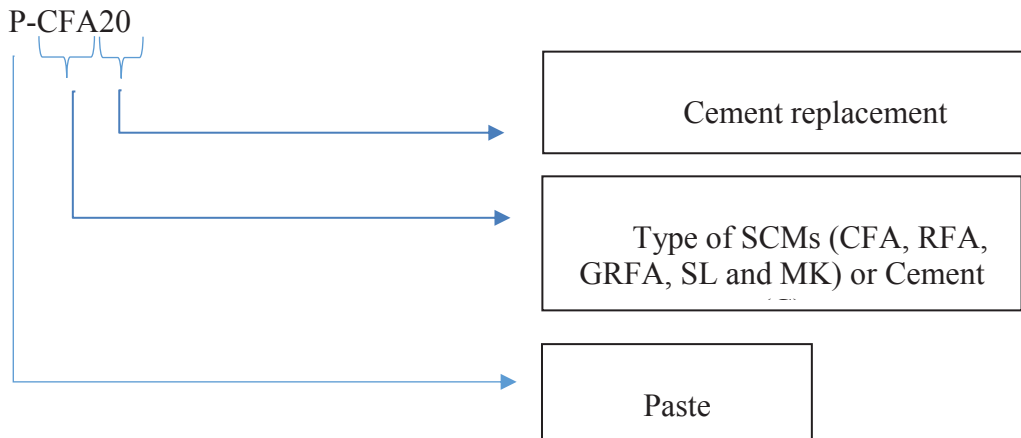 P-CFA20
Cement replacement
Type of SCMs (CFA, RFA,
GRFA, SL and MK) or Cement
Paste